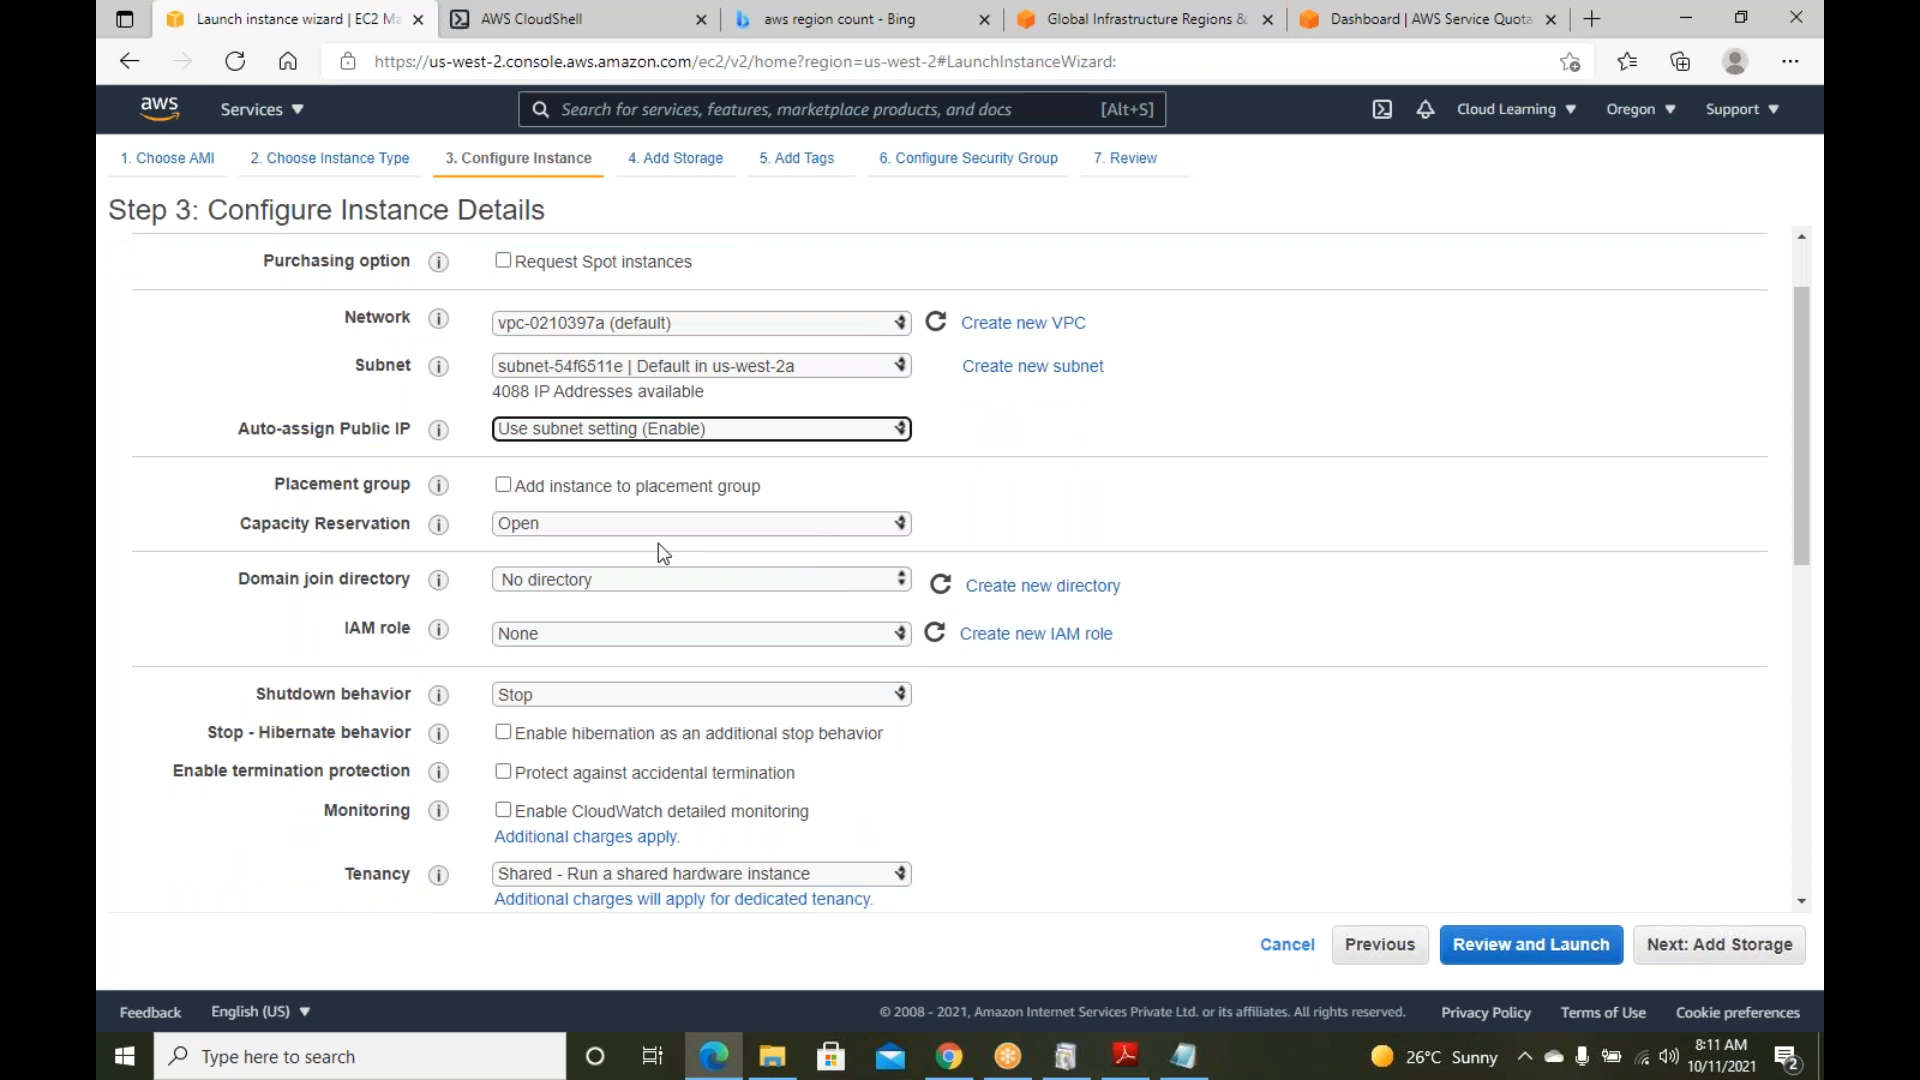 Launch instance wizard | EC2 Ma
AWS CloudShell
aws region count - Bing
Global Infrastructure Regions &
Dashboard | AWS Service Quota
https://us-west-2.console.aws.amazon.com/ec2/v2/home?region=us-west-2#LaunchInstanceWizard:
aws
Services
Search for services, features, marketplace products, and docs
[Alt+S]
Cloud Learning
Oregon
Support
1. Choose AMI
2. Choose Instance Type
3. Configure Instance
4. Add Storage
5. Add Tags
6. Configure Security Group
7. Review
Step 3: Configure Instance Details
Purchasing option
Request Spot instances
Network
vpc-0210397a (default)
Create new VPC
Subnet
subnet-54f6511e | Default in us-west-2a
Create new subnet
4088 IP Addresses available
Auto-assign Public IP
Use subnet setting (Enable)
Placement group
Add instance to placement group
Capacity Reservation
Open
Domain join directory
No directory
Create new directory
IAM role
None
Create new IAM role
Shutdown behavior
Stop
Stop - Hibernate behavior
Enable hibernation as an additional stop behavior
Enable termination protection
Protect against accidental termination
Monitoring
Enable CloudWatch detailed monitoring
Additional charges apply.
Tenancy
Shared - Run a shared hardware instance
Additional charges will apply for dedicated tenancy.
Cancel
Previous
Review and Launch
Next: Add Storage
Feedback
English (US)
© 2008 - 2021, Amazon Internet Services Private Ltd. or its affiliates. All rights reserved.
Privacy Policy
Terms of Use
Cookie preferences
Type here to search
26°C Sunny
8:11 AM
10/11/2021
2